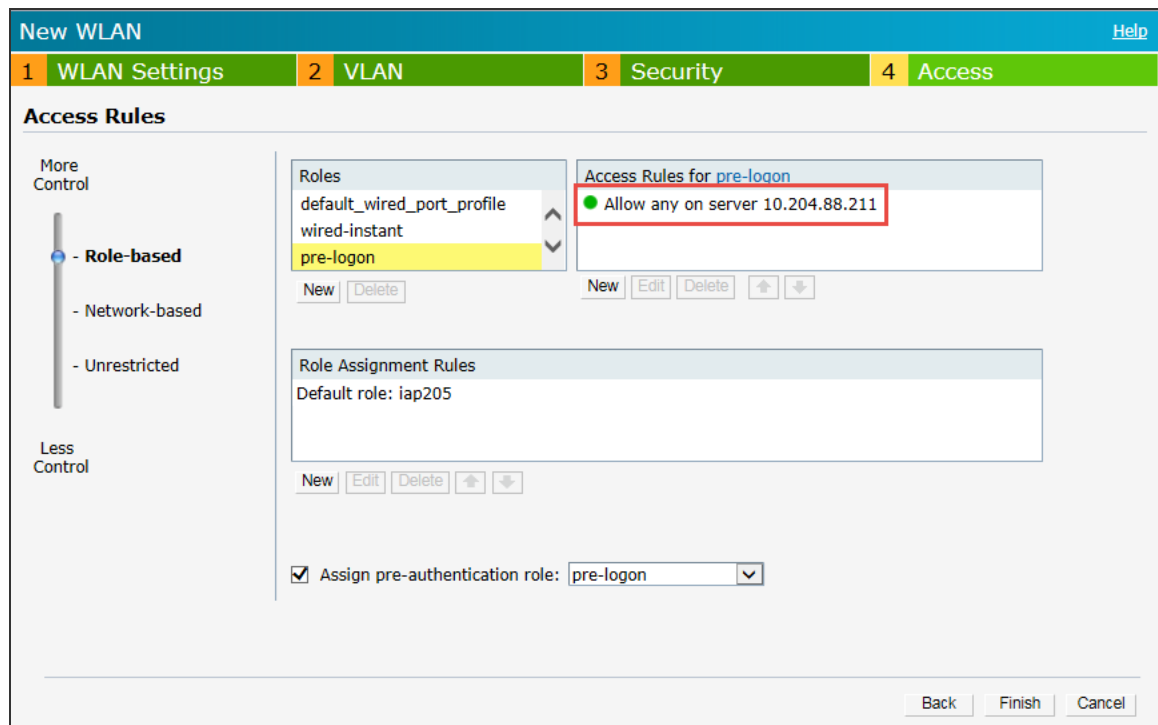 New WLAN
Help
1 WLAN Settings
2 VLAN
3 Security
4 Access
Access Rules
More
Control
- Role-based
- Network-based
- Unrestricted
Less
Control
Roles
default_wired_port_profile
wired-instant
pre-logon
New Delete
Access Rules for pre-logon
Allow any on server 10.204.88.211
New Edit Delete
Role Assignment Rules
Default role: iap205
New Edit Delete
Assign pre-authentication role: pre-logon
Back Finish Cancel